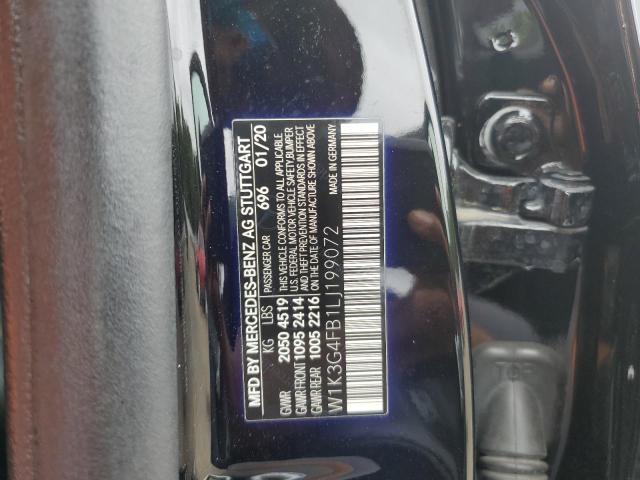 MFD BY MERCEDES-BENZ AG STUTTGART
PASSENGER CAR 696 01/20
KG LBS
GVWR 2050 4519
GAWR FRONT 1095 2414
GAWR REAR 1005 2216
THIS VEHICLE CONFORMS TO ALL APPLICABLE
U.S. FEDERAL MOTOR VEHICLE SAFETY, BUMPER
AND THEFT PREVENTION STANDARDS IN EFFECT
ON THE DATE OF MANUFACTURE SHOWN ABOVE
MADE IN GERMANY
W1K3G4FB1LJ199072
TOP